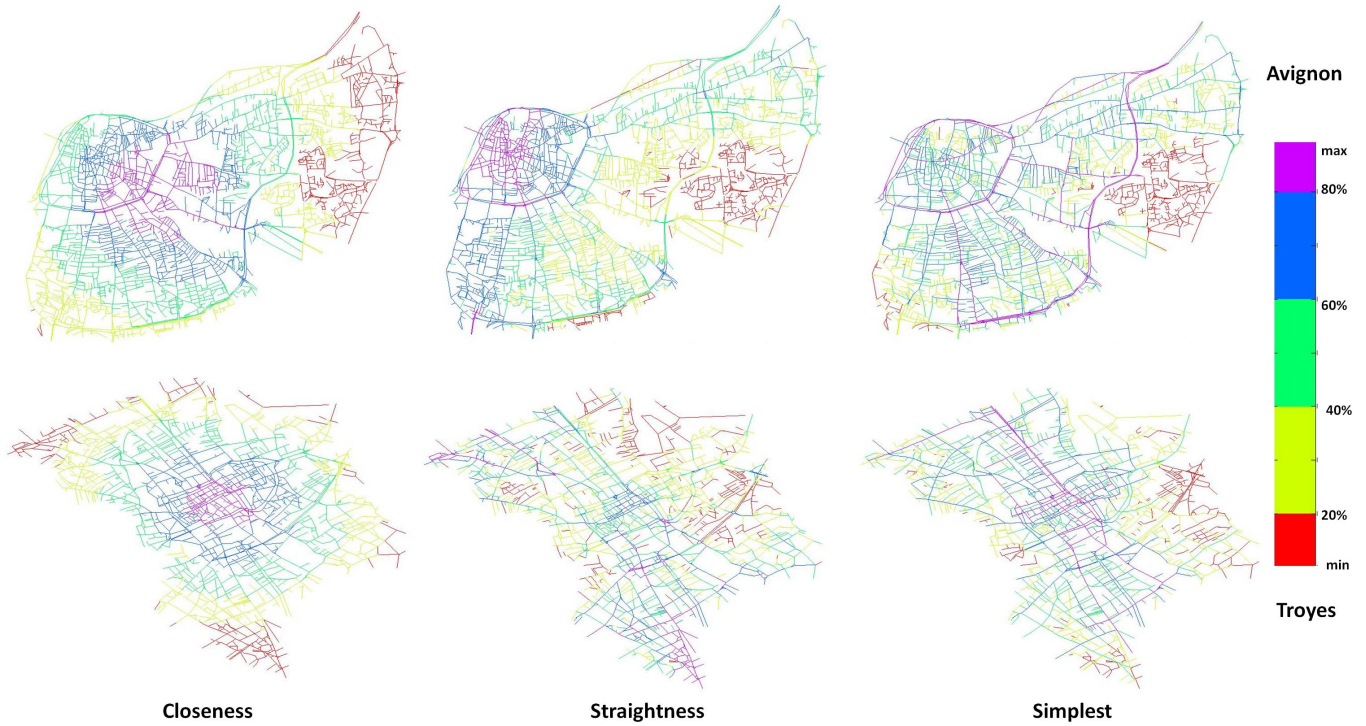 Avignon
max
80%
60%
40%
20%
min
Troyes
Closeness
Straightness
Simplest